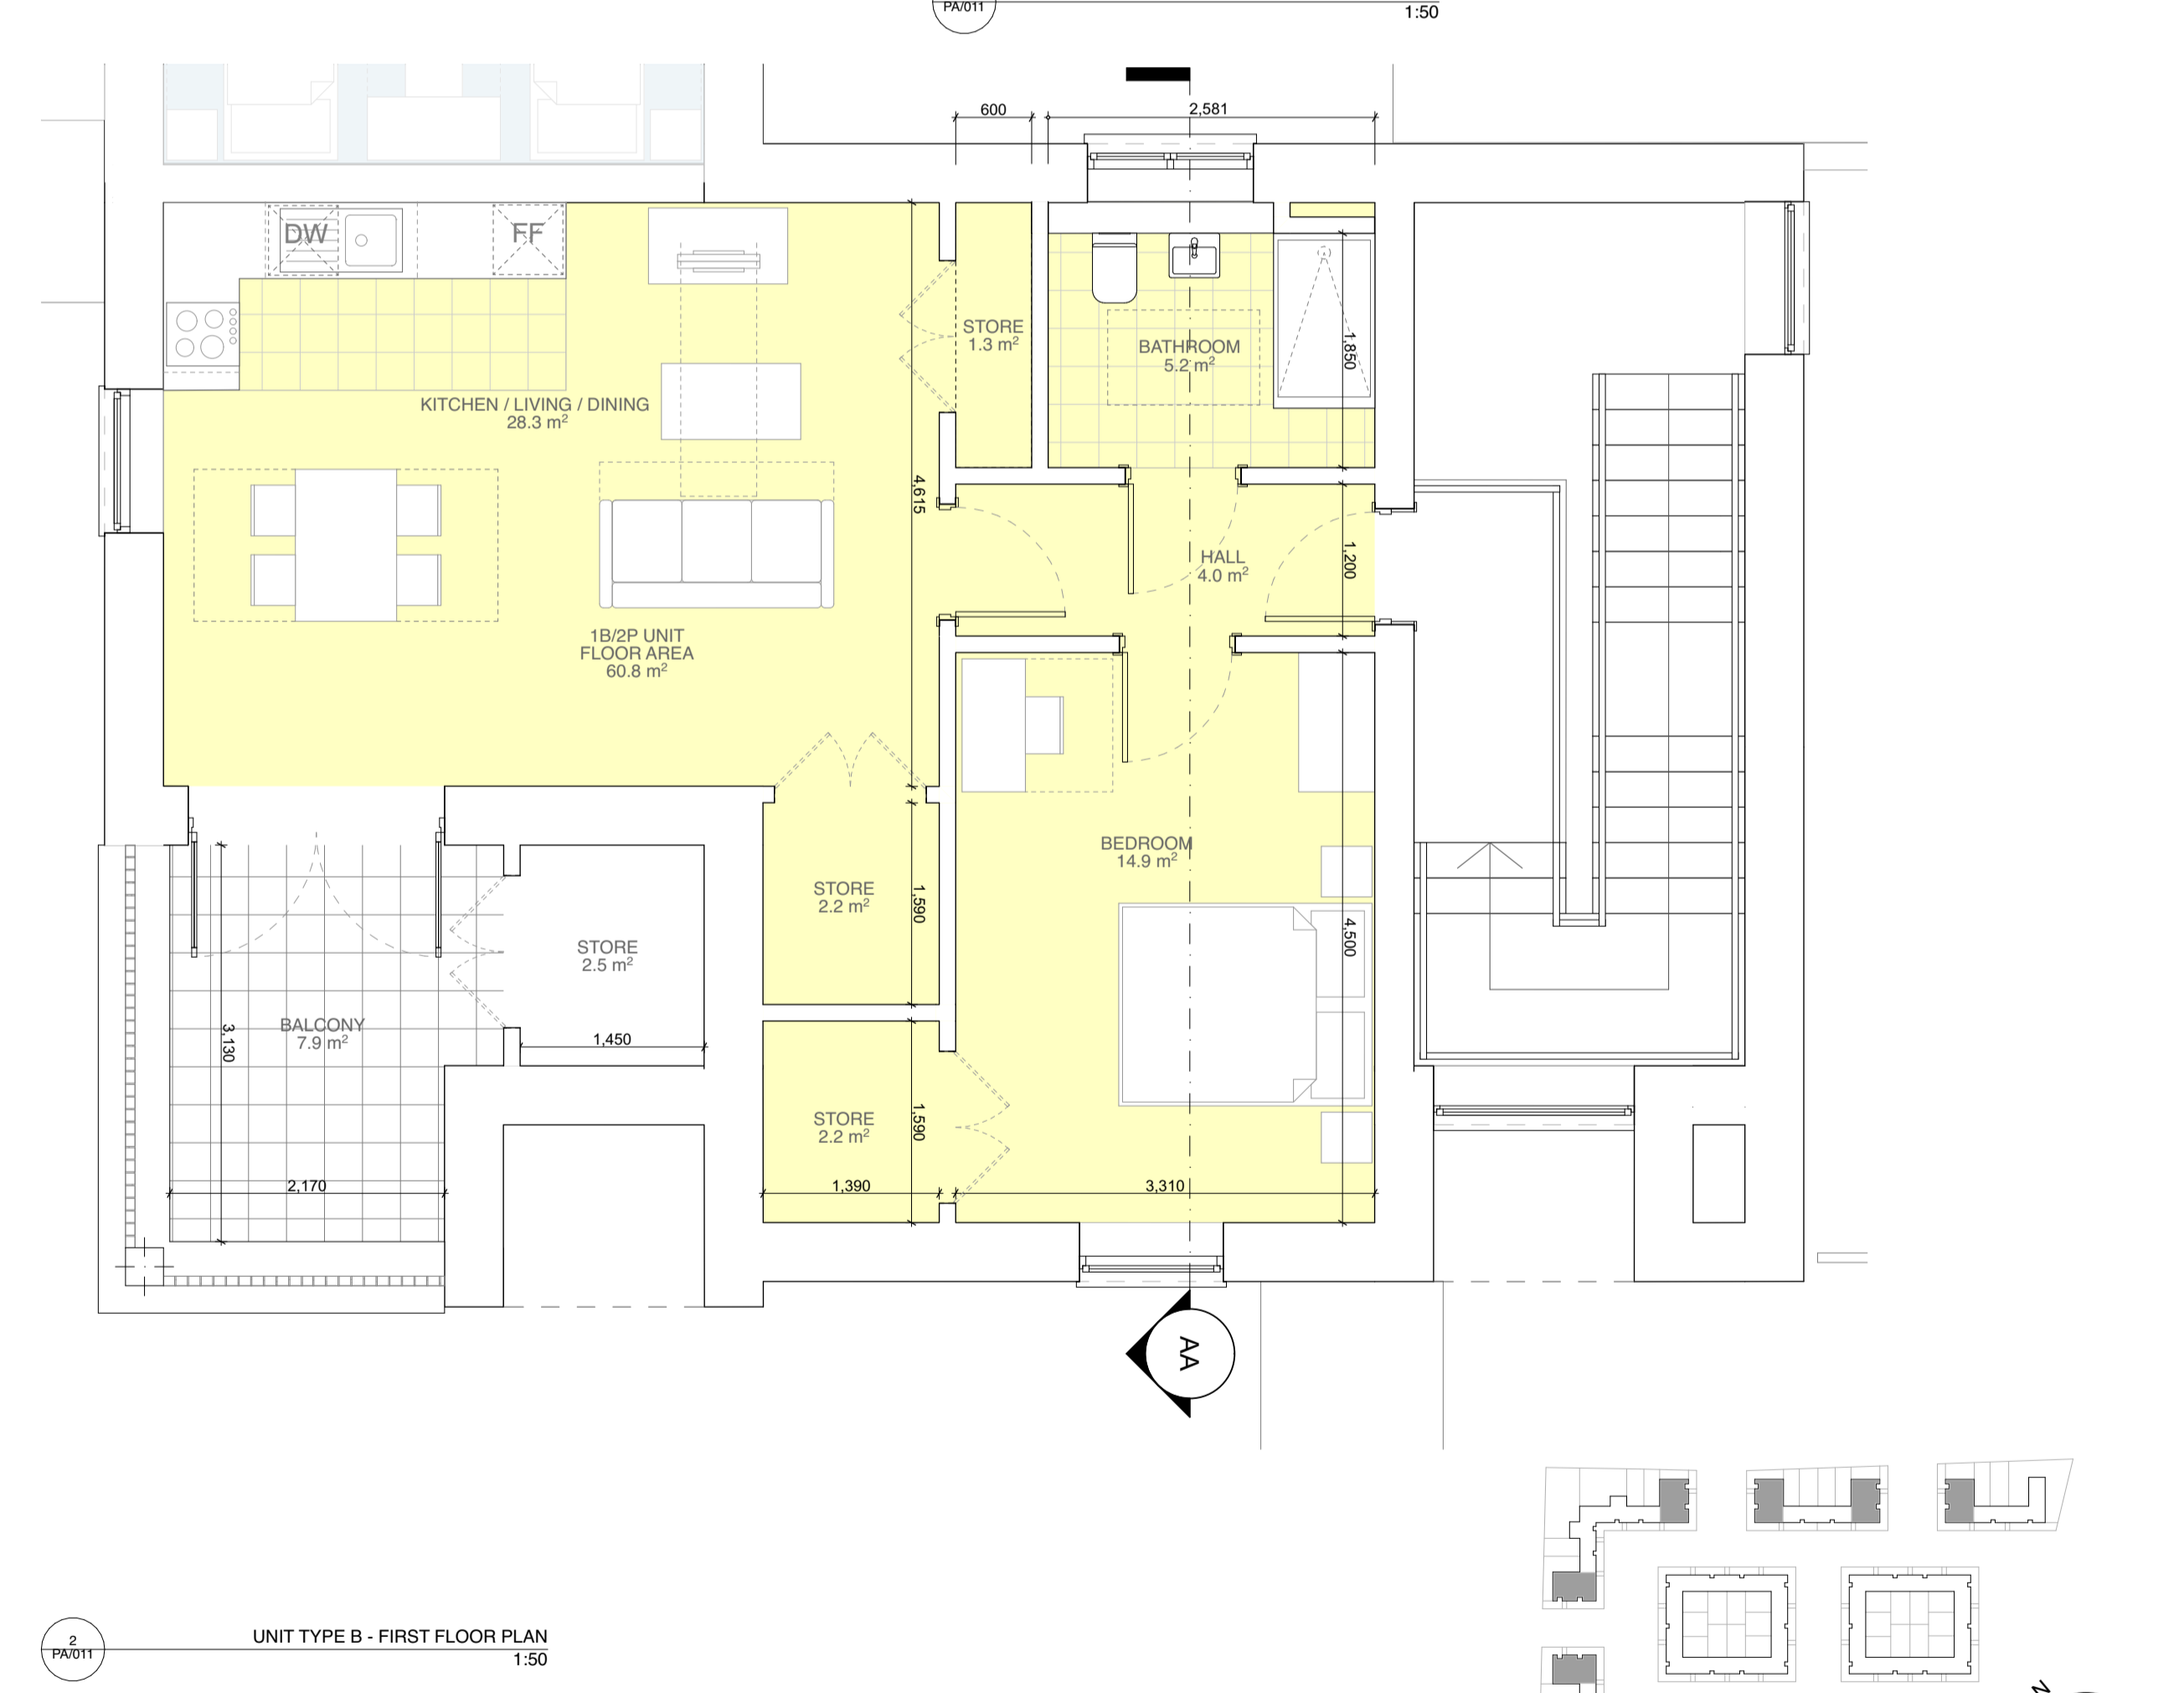 PA/011
1:50
600
2,581
DW
FF
STORE
1.3 m²
BATHROOM
5.2 m²
1,850
KITCHEN / LIVING / DINING
28.3 m²
4,615
HALL
4.0 m²
1,200
1B/2P UNIT
FLOOR AREA
60.8 m²
BEDROOM
14.9 m²
STORE
2.2 m²
1,590
4,500
STORE
2.5 m²
BALCONY
7.9 m²
3,130
1,450
STORE
2.2 m²
1,590
2,170
1,390
3,310
AA
2
PA/011
UNIT TYPE B - FIRST FLOOR PLAN
1:50
N